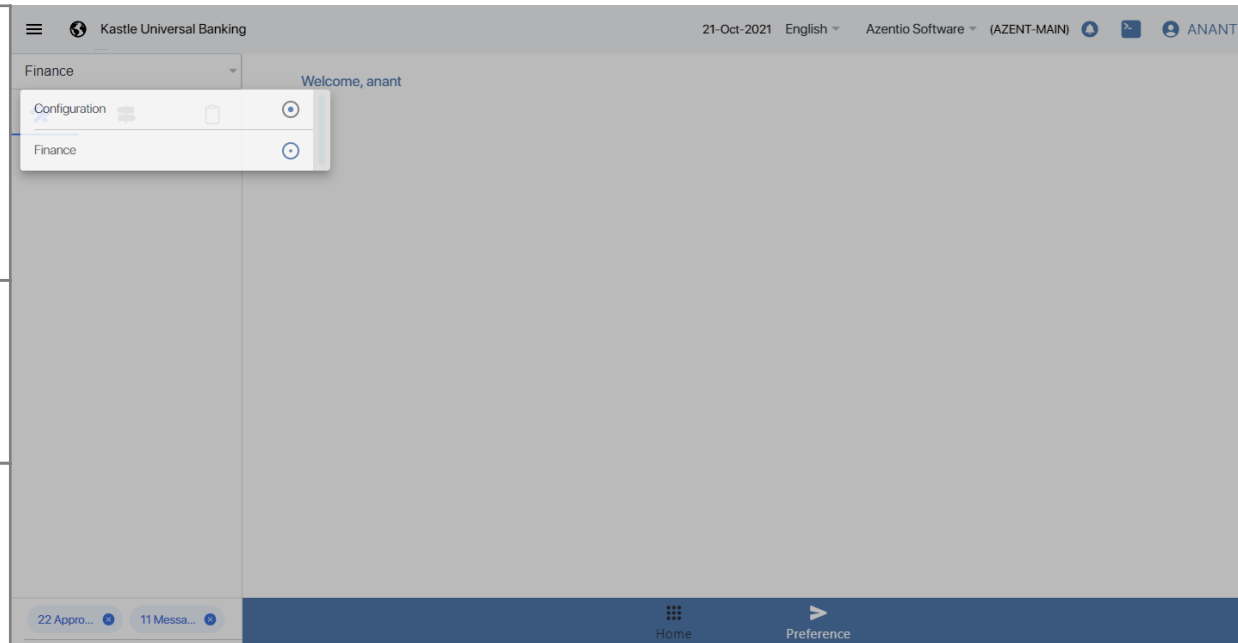 Kastle Universal Banking 21-Oct-2021 English Azentio Software (AZENT-MAIN) ANANT
Finance
Welcome, anant
Configuration
Finance
22 Appro... 11 Messa...
Home Preference